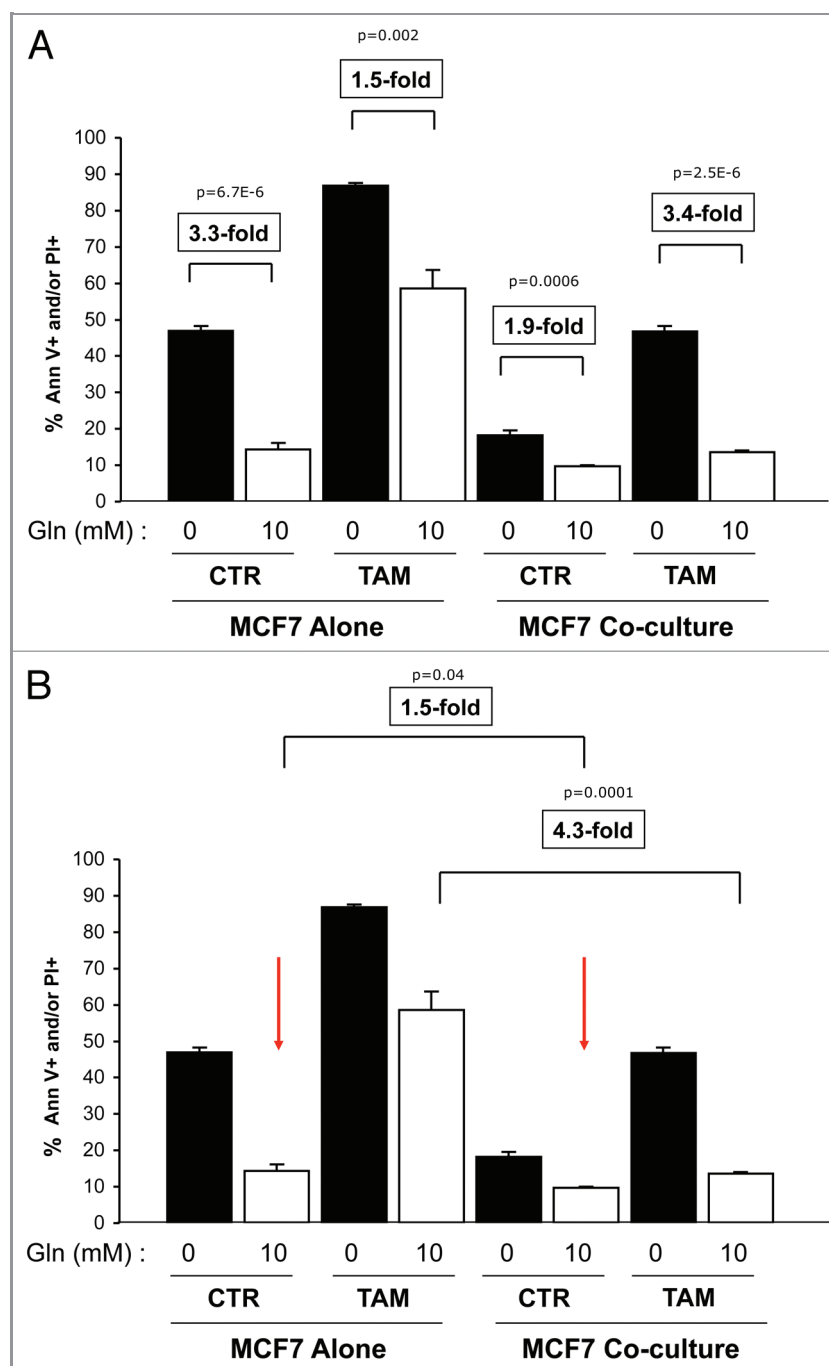 A
p=0.002
1.5-fold
p=6.7E-6
3.3-fold
p=2.5E-6
3.4-fold
p=0.0006
1.9-fold
% Ann V+ and/or PI+
100
90
80
70
60
50
40
30
20
10
0
Gln (mM) : 0 10 0 10 0 10 0 10
CTR TAM CTR TAM
MCF7 Alone MCF7 Co-culture
B
p=0.04
1.5-fold
p=0.0001
4.3-fold
% Ann V+ and/or PI+
100
90
80
70
60
50
40
30
20
10
0
Gln (mM) : 0 10 0 10 0 10 0 10
CTR TAM CTR TAM
MCF7 Alone MCF7 Co-culture